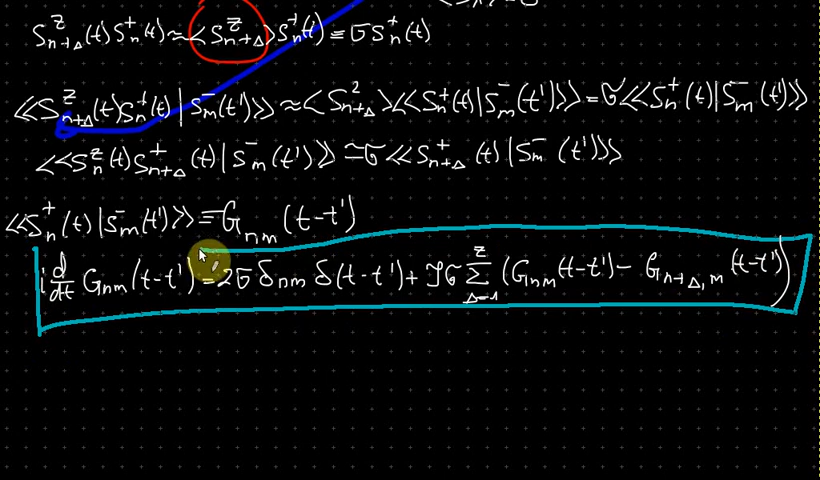 S^z_{n+Δ}(t) S^+_n(t) ≈ <S^z_{n+Δ}> S^+_n(t) = σ S^+_n(t)
<<S^z_{n+Δ}(t) S^+_n(t) | S^-_m(t')>> ≈ <S^z_{n+Δ}> <<S^+_n(t) | S^-_m(t')>> = σ <<S^+_n(t) | S^-_m(t')>>
<<S^z_n(t) S^+_{n+Δ}(t) | S^-_m(t')>> ≃ σ <<S^+_{n+Δ}(t) | S^-_m(t')>>
<<S^+_n(t) | S^-_m(t')>> ≡ G_{nm}(t-t')
i d/dt G_{nm}(t-t') = 2σ δ_{nm} δ(t-t') + Jσ Σ_{Δ=1}^{z} (G_{nm}(t-t') - G_{n+Δ,m}(t-t'))